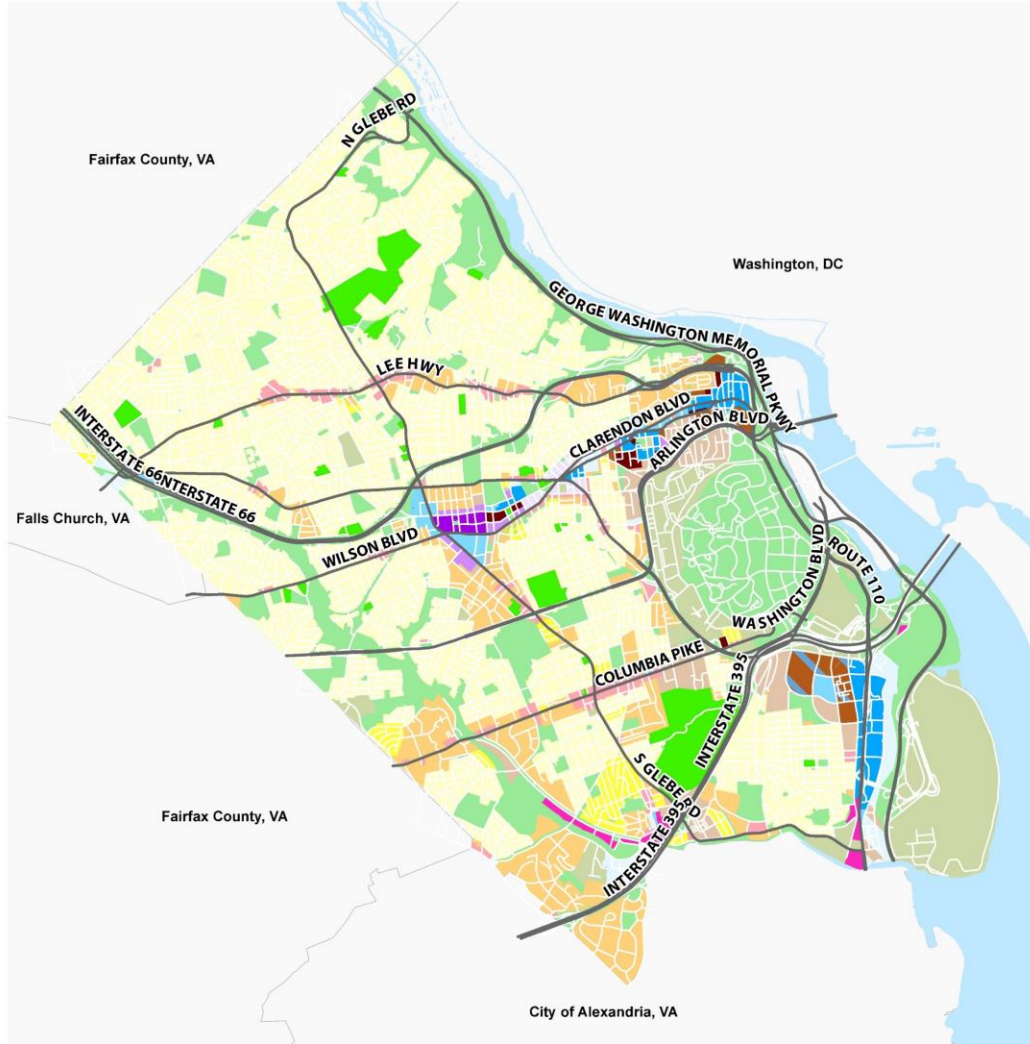 N GLEBE RD
Fairfax County, VA
Washington, DC
GEORGE WASHINGTON MEMORIAL PKWY
LEE HWY
CLARENDON BLVD
ARLINGTON BLVD
INTERSTATE 66
NTERSTATE 66
Falls Church, VA
WILSON BLVD
WASHINGTON BLVD
ROUTE 110
COLUMBIA PIKE
INTERSTATE 395
S GLEBE RD
INTERSTATE 395
Fairfax County, VA
City of Alexandria, VA